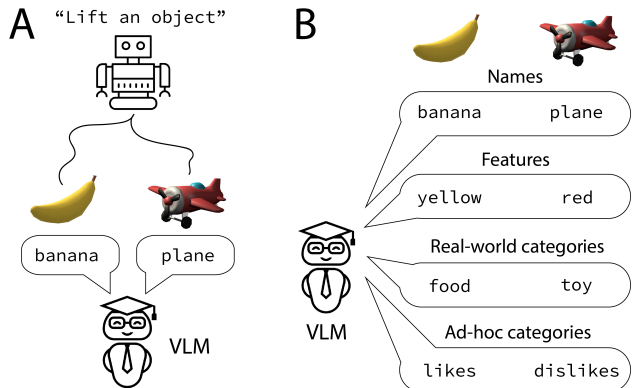 A
“Lift an object”
banana
plane
VLM
B
Names
banana plane
Features
yellow red
Real-world categories
food toy
Ad-hoc categories
likes dislikes
VLM